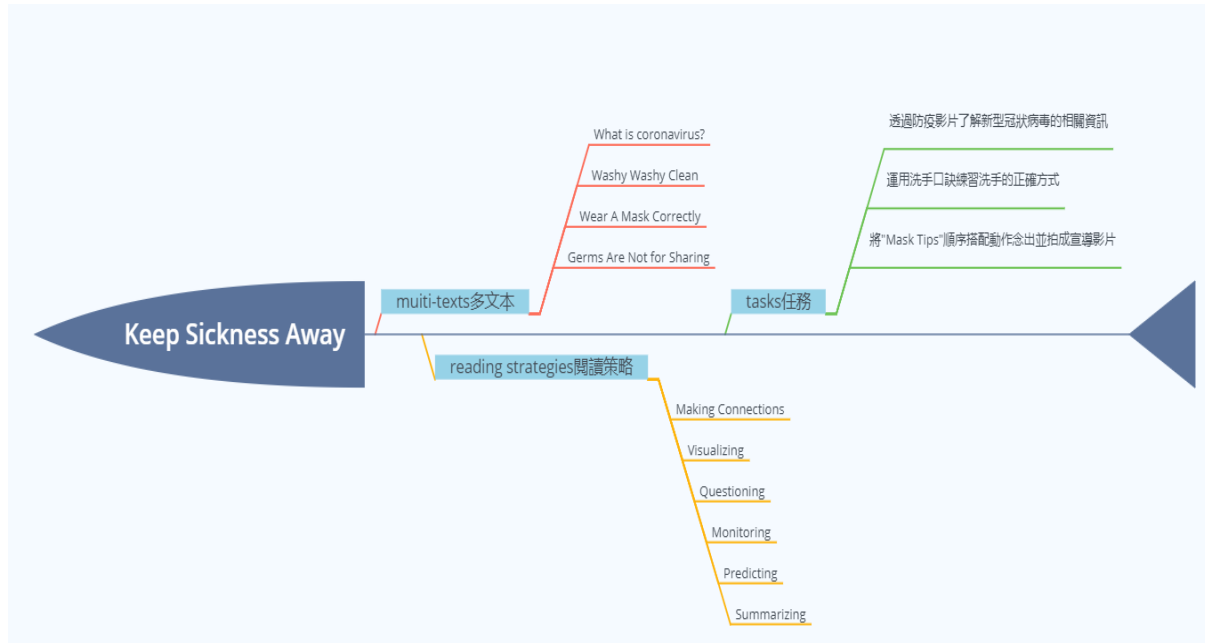 Keep Sickness Away
muiti-texts多文本
What is coronavirus?
Washy Washy Clean
Wear A Mask Correctly
Germs Are Not for Sharing
reading strategies閱讀策略
Making Connections
Visualizing
Questioning
Monitoring
Predicting
Summarizing
tasks任務
透過防疫影片了解新型冠狀病毒的相關資訊
運用洗手口訣練習洗手的正確方式
將"Mask Tips"順序搭配動作念出並拍成宣導影片